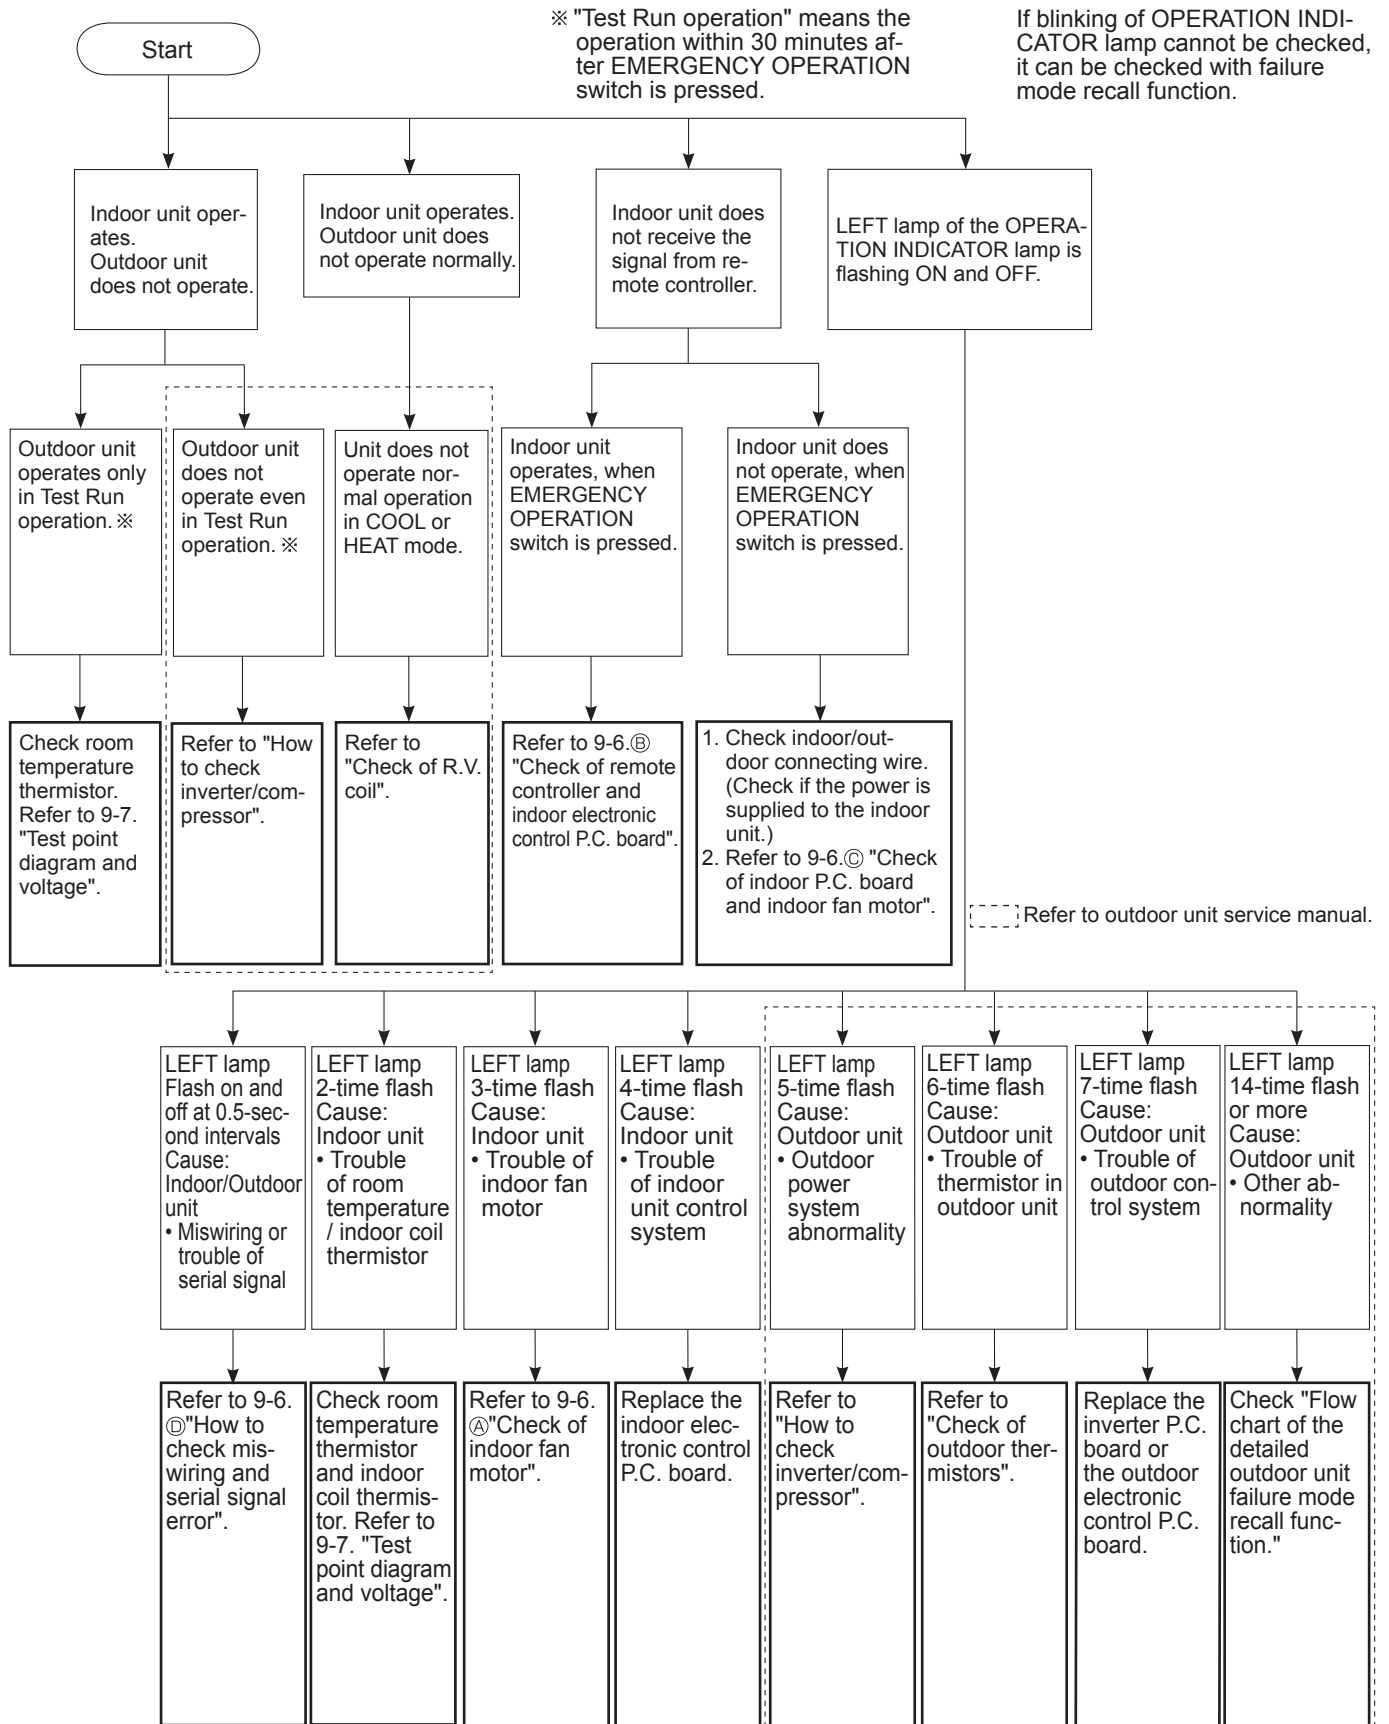 Start
※ "Test Run operation" means the
operation within 30 minutes af-
ter EMERGENCY OPERATION
switch is pressed.
If blinking of OPERATION INDI-
CATOR lamp cannot be checked,
it can be checked with failure
mode recall function.
Indoor unit oper-
ates.
Outdoor unit
does not operate.
Indoor unit operates.
Outdoor unit does
not operate normally.
Indoor unit does
not receive the
signal from re-
mote controller.
LEFT lamp of the OPERA-
TION INDICATOR lamp is
flashing ON and OFF.
Outdoor unit
operates only
in Test Run
operation. ※
Outdoor unit
does not
operate even
in Test Run
operation. ※
Unit does not
operate nor-
mal operation
in COOL or
HEAT mode.
Indoor unit
operates, when
EMERGENCY
OPERATION
switch is pressed.
Indoor unit does
not operate, when
EMERGENCY
OPERATION
switch is pressed.
Check room
temperature
thermistor.
Refer to 9-7.
"Test point
diagram and
voltage".
Refer to "How
to check
inverter/com-
pressor".
Refer to
"Check of R.V.
coil".
Refer to 9-6.Ⓑ
"Check of remote
controller and
indoor electronic
control P.C. board".
1. Check indoor/out-
door connecting wire.
(Check if the power is
supplied to the indoor
unit.)
2. Refer to 9-6.Ⓒ "Check
of indoor P.C. board
and indoor fan motor".
Refer to outdoor unit service manual.
LEFT lamp
Flash on and
off at 0.5-sec-
ond intervals
Cause:
Indoor/Outdoor
unit
• Miswiring or
trouble of
serial signal
LEFT lamp
2-time flash
Cause:
Indoor unit
• Trouble
of room
temperature
/ indoor coil
thermistor
LEFT lamp
3-time flash
Cause:
Indoor unit
• Trouble of
indoor fan
motor
LEFT lamp
4-time flash
Cause:
Indoor unit
• Trouble
of indoor
unit control
system
LEFT lamp
5-time flash
Cause:
Outdoor unit
• Outdoor
power
system
abnormality
LEFT lamp
6-time flash
Cause:
Outdoor unit
• Trouble of
thermistor in
outdoor unit
LEFT lamp
7-time flash
Cause:
Outdoor unit
• Trouble of
outdoor con-
trol system
LEFT lamp
14-time flash
or more
Cause:
Outdoor unit
• Other ab-
normality
Refer to 9-6.
Ⓓ"How to
check mis-
wiring and
serial signal
error".
Check room
temperature
thermistor
and indoor
coil thermis-
tor. Refer to
9-7. "Test
point diagram
and voltage".
Refer to 9-6.
Ⓐ"Check of
indoor fan
motor".
Replace the
indoor elec-
tronic control
P.C. board.
Refer to
"How to
check
inverter/com-
pressor".
Refer to
"Check of
outdoor ther-
mistors".
Replace the
inverter P.C.
board or
the outdoor
electronic
control P.C.
board.
Check "Flow
chart of the
detailed
outdoor unit
failure mode
recall func-
tion."